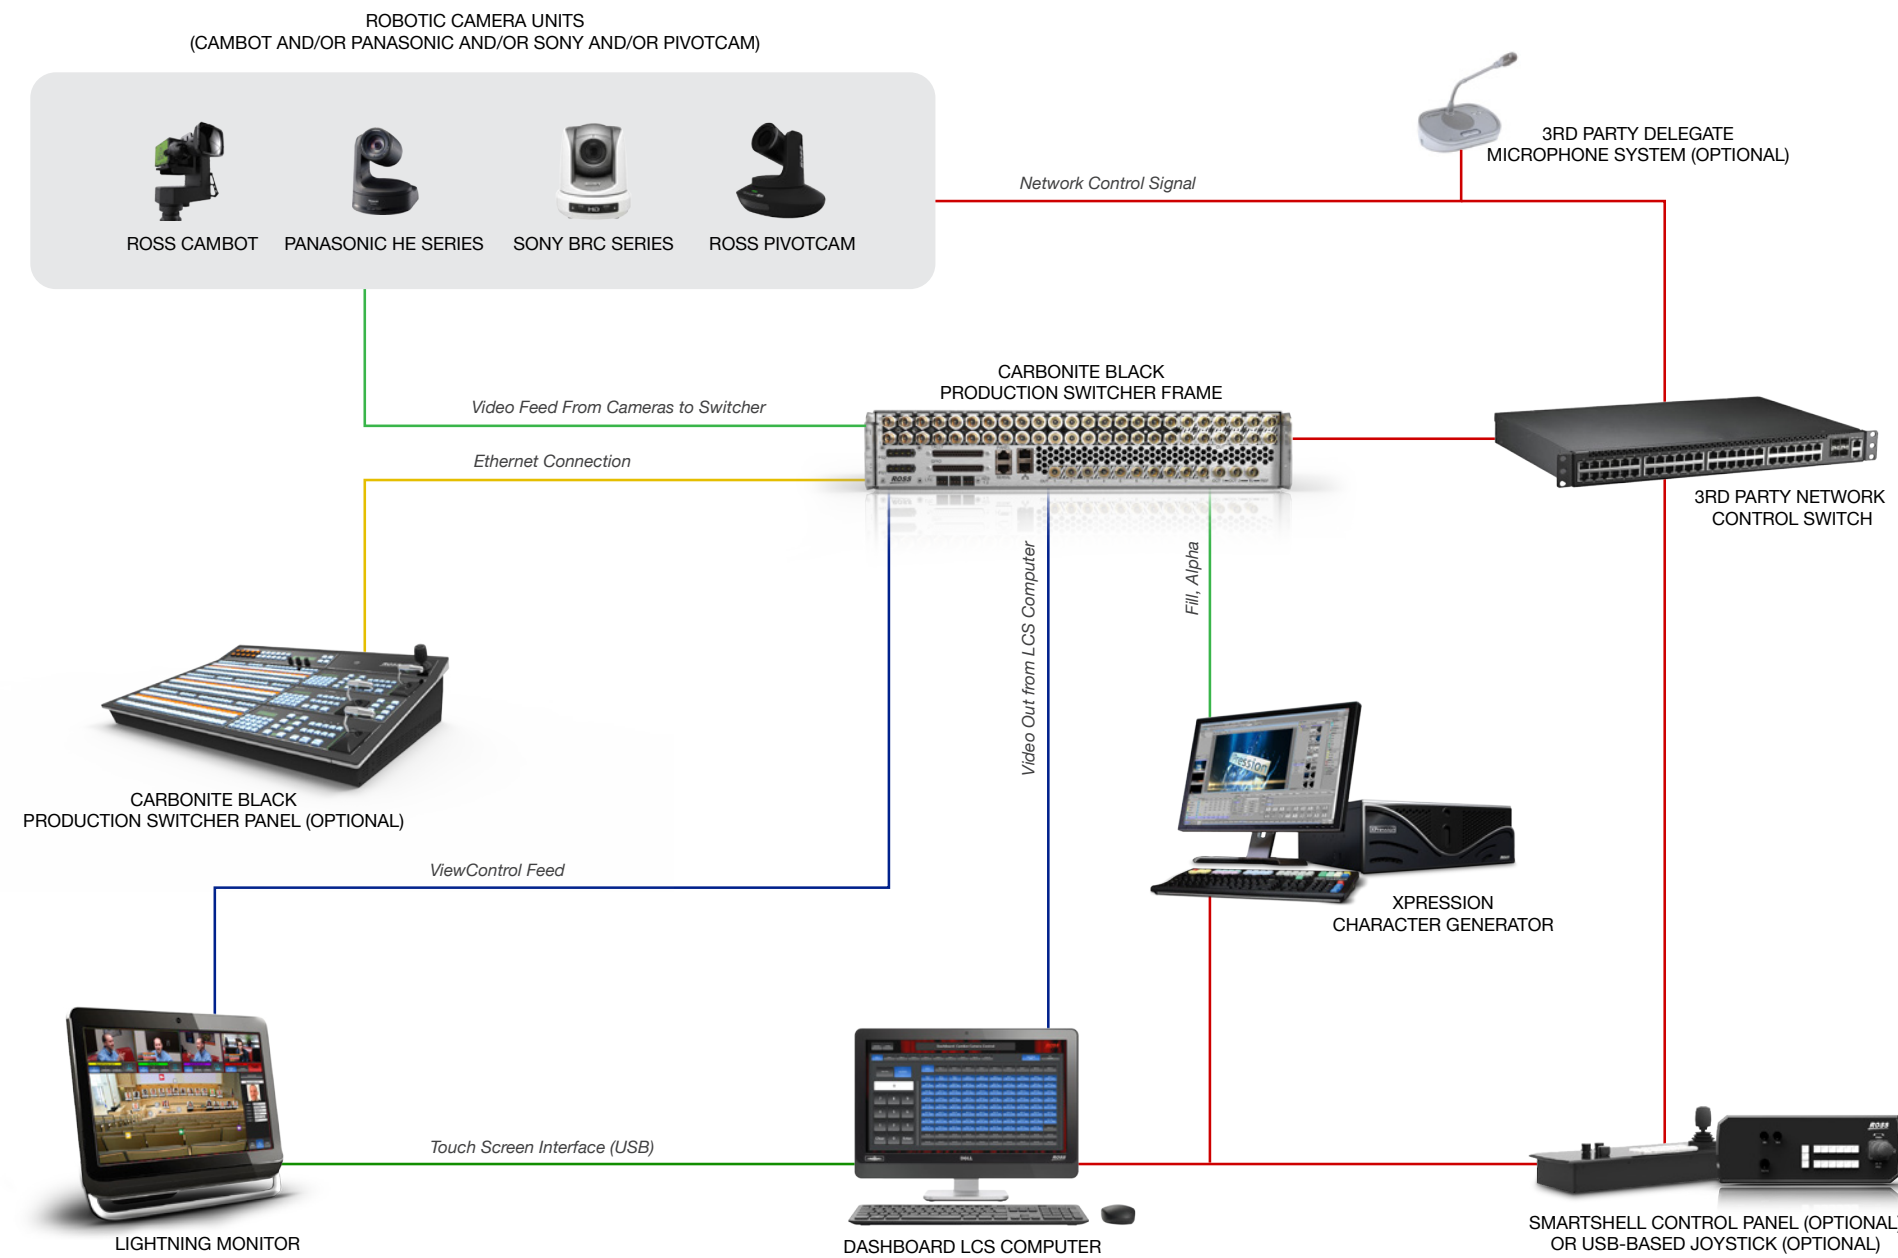 ROBOTIC CAMERA UNITS
(CAMBOT AND/OR PANASONIC AND/OR SONY AND/OR PIVOTCAM)
ROSS CAMBOT
PANASONIC HE SERIES
SONY BRC SERIES
ROSS PIVOTCAM
3RD PARTY DELEGATE
MICROPHONE SYSTEM (OPTIONAL)
Network Control Signal
CARBONITE BLACK
PRODUCTION SWITCHER FRAME
Video Feed From Cameras to Switcher
Ethernet Connection
ROSS
3RD PARTY NETWORK
CONTROL SWITCH
Video Out from LCS Computer
Fill, Alpha
CARBONITE BLACK
PRODUCTION SWITCHER PANEL (OPTIONAL)
ViewControl Feed
XPRESSION
CHARACTER GENERATOR
Touch Screen Interface (USB)
DELL
ROSS
LIGHTNING MONITOR
DASHBOARD LCS COMPUTER
SMARTSHELL CONTROL PANEL (OPTIONAL)
OR USB-BASED JOYSTICK (OPTIONAL)